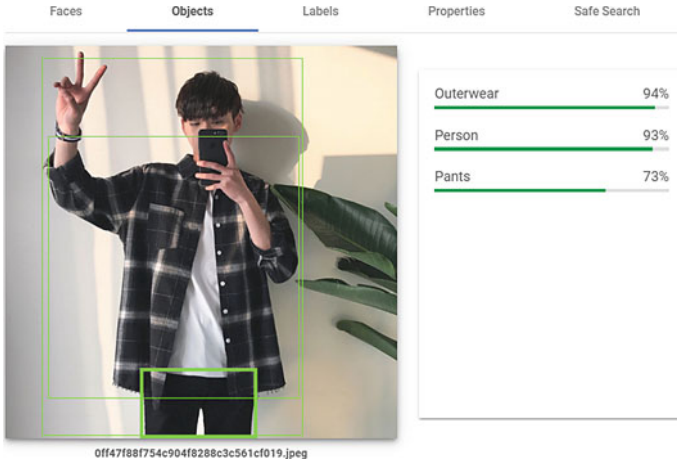 Faces Objects Labels Properties Safe Search
Outerwear 94%
Person 93%
Pants 73%
0ff47f88f754c904f8288c3c561cf019.jpeg